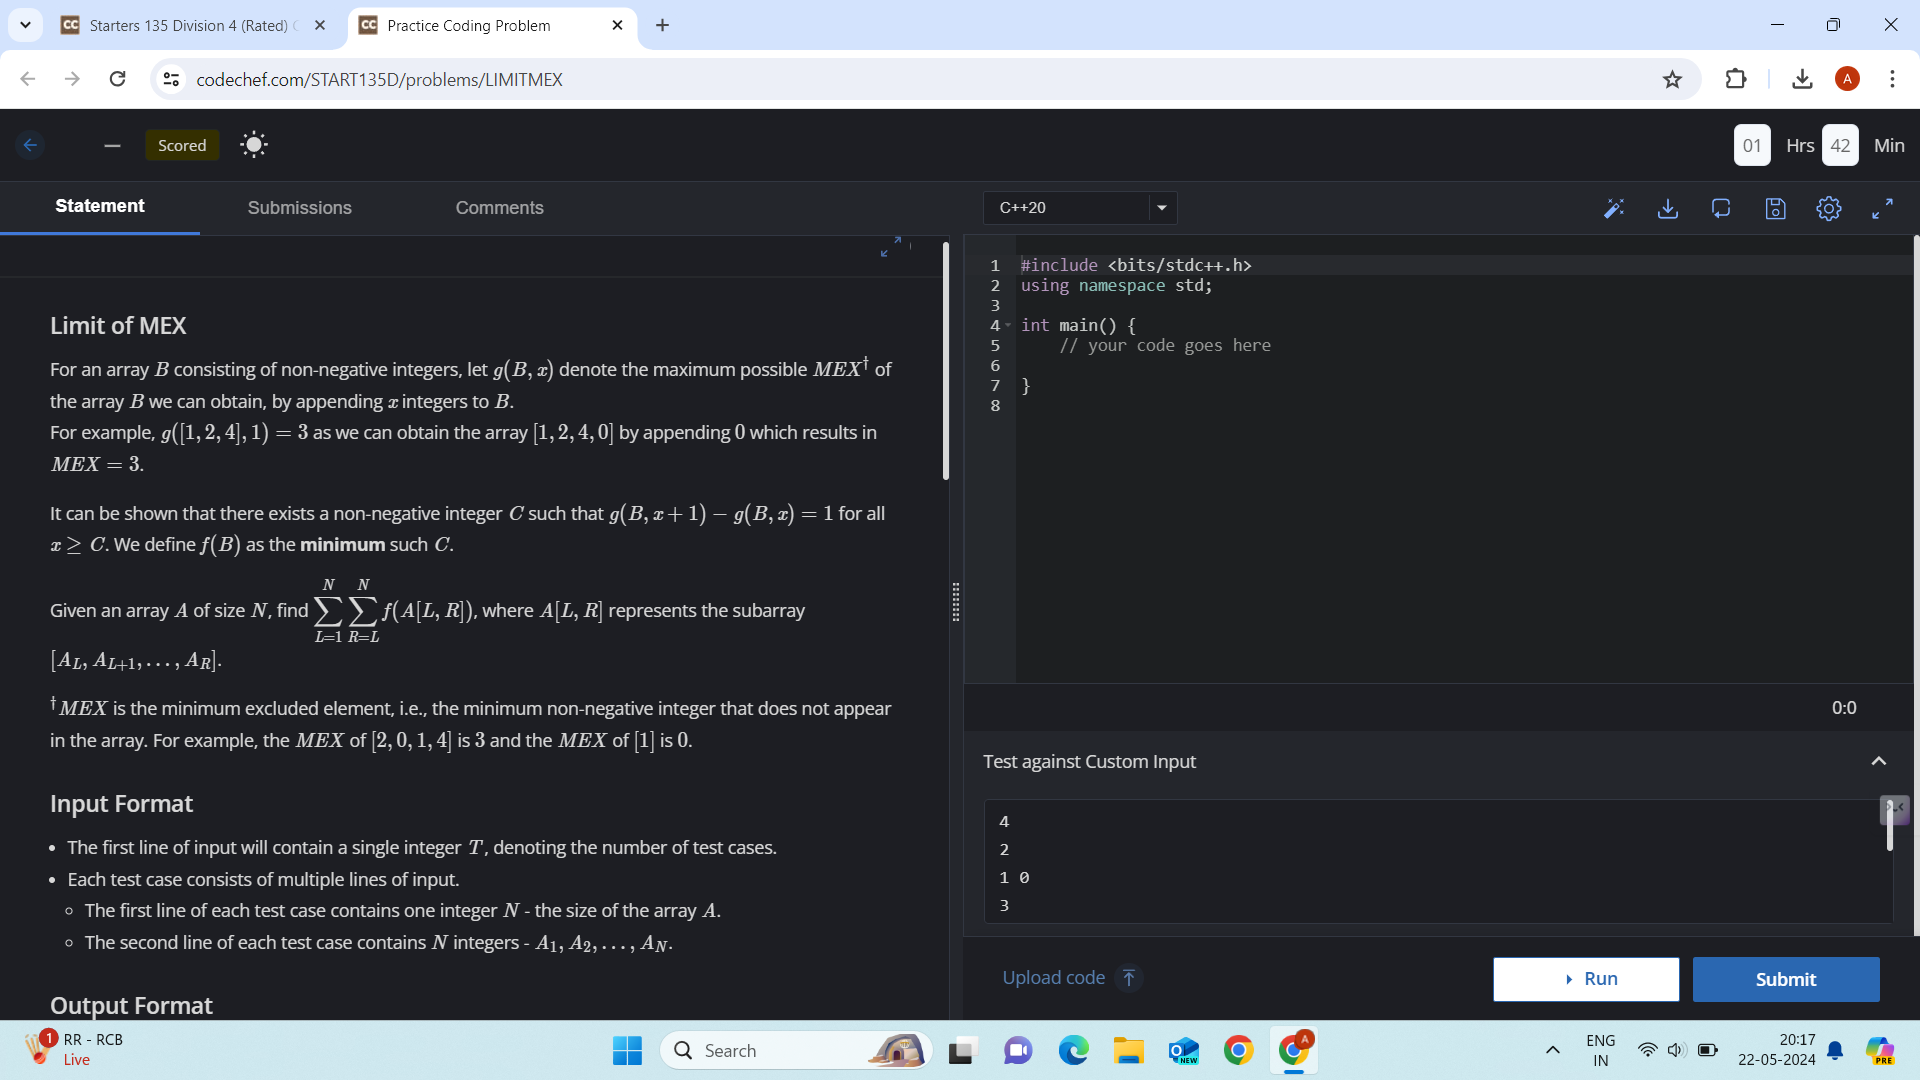 Starters 135 Division 4 (Rated)
Practice Coding Problem
codechef.com/START135D/problems/LIMITMEX
A
Scored
01 Hrs 42 Min
Statement
Submissions
Comments
C++20
Limit of MEX
For an array B consisting of non-negative integers, let g(B, x) denote the maximum possible MEX† of
the array B we can obtain, by appending x integers to B.
For example, g([1, 2, 4], 1) = 3 as we can obtain the array [1, 2, 4, 0] by appending 0 which results in
MEX = 3.
It can be shown that there exists a non-negative integer C such that g(B, x + 1) − g(B, x) = 1 for all
x ≥ C. We define f(B) as the minimum such C.
N N
Given an array A of size N, find ∑ ∑ f(A[L, R]), where A[L, R] represents the subarray
L=1 R=L
[A_L, A_{L+1}, . . . , A_R].
†MEX is the minimum excluded element, i.e., the minimum non-negative integer that does not appear
in the array. For example, the MEX of [2, 0, 1, 4] is 3 and the MEX of [1] is 0.
Input Format
• The first line of input will contain a single integer T, denoting the number of test cases.
• Each test case consists of multiple lines of input.
◦ The first line of each test case contains one integer N - the size of the array A.
◦ The second line of each test case contains N integers - A₁, A₂, . . . , A_N.
Output Format
1 #include <bits/stdc++.h>
2 using namespace std;
3
4 int main() {
5 // your code goes here
6
7 }
8
0:0
Test against Custom Input
4
2
1 0
3
Upload code
Run
Submit
1
RR - RCB
Live
Search
NEW
A
ENG
IN
20:17
22-05-2024
PRE